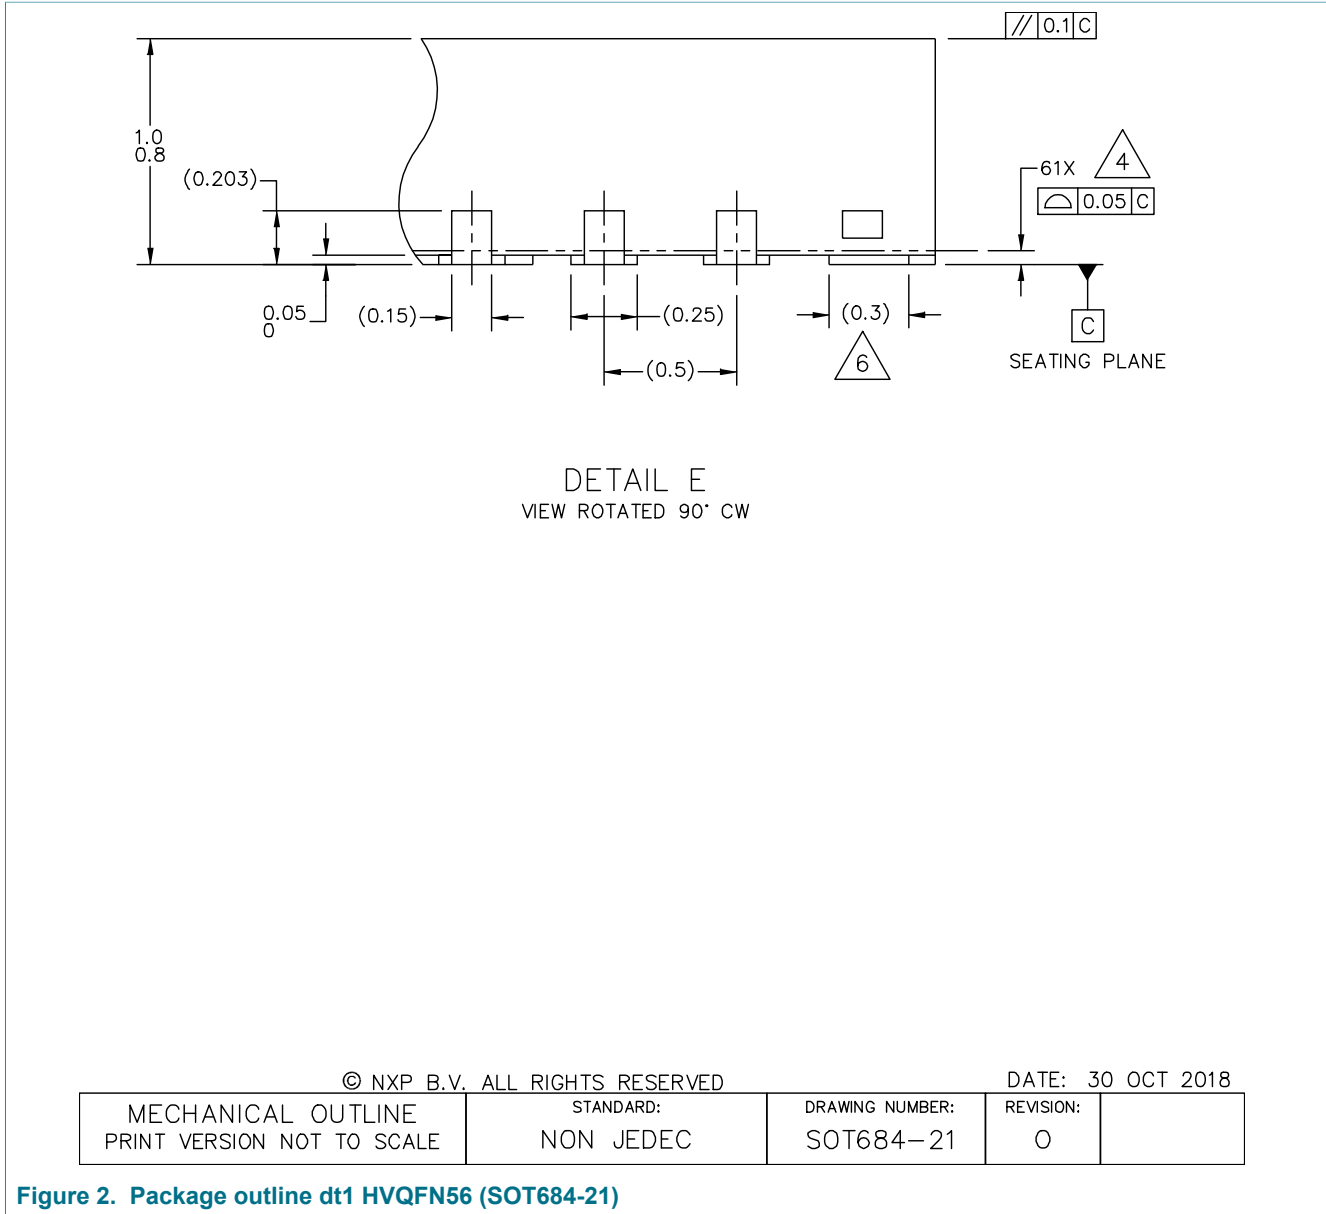 // 0.1 C
1.0
0.8
(0.203)
61X 4
0.05 C
0.05
0
(0.15)
(0.25)
(0.3)
C
(0.5)
6
SEATING PLANE
DETAIL E
VIEW ROTATED 90° CW
© NXP B.V. ALL RIGHTS RESERVED
DATE: 30 OCT 2018
MECHANICAL OUTLINE
PRINT VERSION NOT TO SCALE
STANDARD:
NON JEDEC
DRAWING NUMBER:
SOT684-21
REVISION:
O
Figure 2. Package outline dt1 HVQFN56 (SOT684-21)